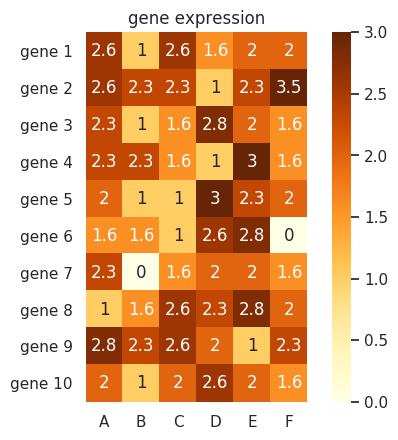 gene expression
gene 1 2.6 1 2.6 1.6 2 2
gene 2 2.6 2.3 2.3 1 2.3 3.5
gene 3 2.3 1 1.6 2.8 2 1.6
gene 4 2.3 2.3 1.6 1 3 1.6
gene 5 2 1 1 3 2.3 2
gene 6 1.6 1.6 1 2.6 2.8 0
gene 7 2.3 0 1.6 2 2 1.6
gene 8 1 1.6 2.6 2.3 2.8 2
gene 9 2.8 2.3 2.6 2 1 2.3
gene 10 2 1 2 2.6 2 1.6
A B C D E F
3.0
2.5
2.0
1.5
1.0
0.5
0.0